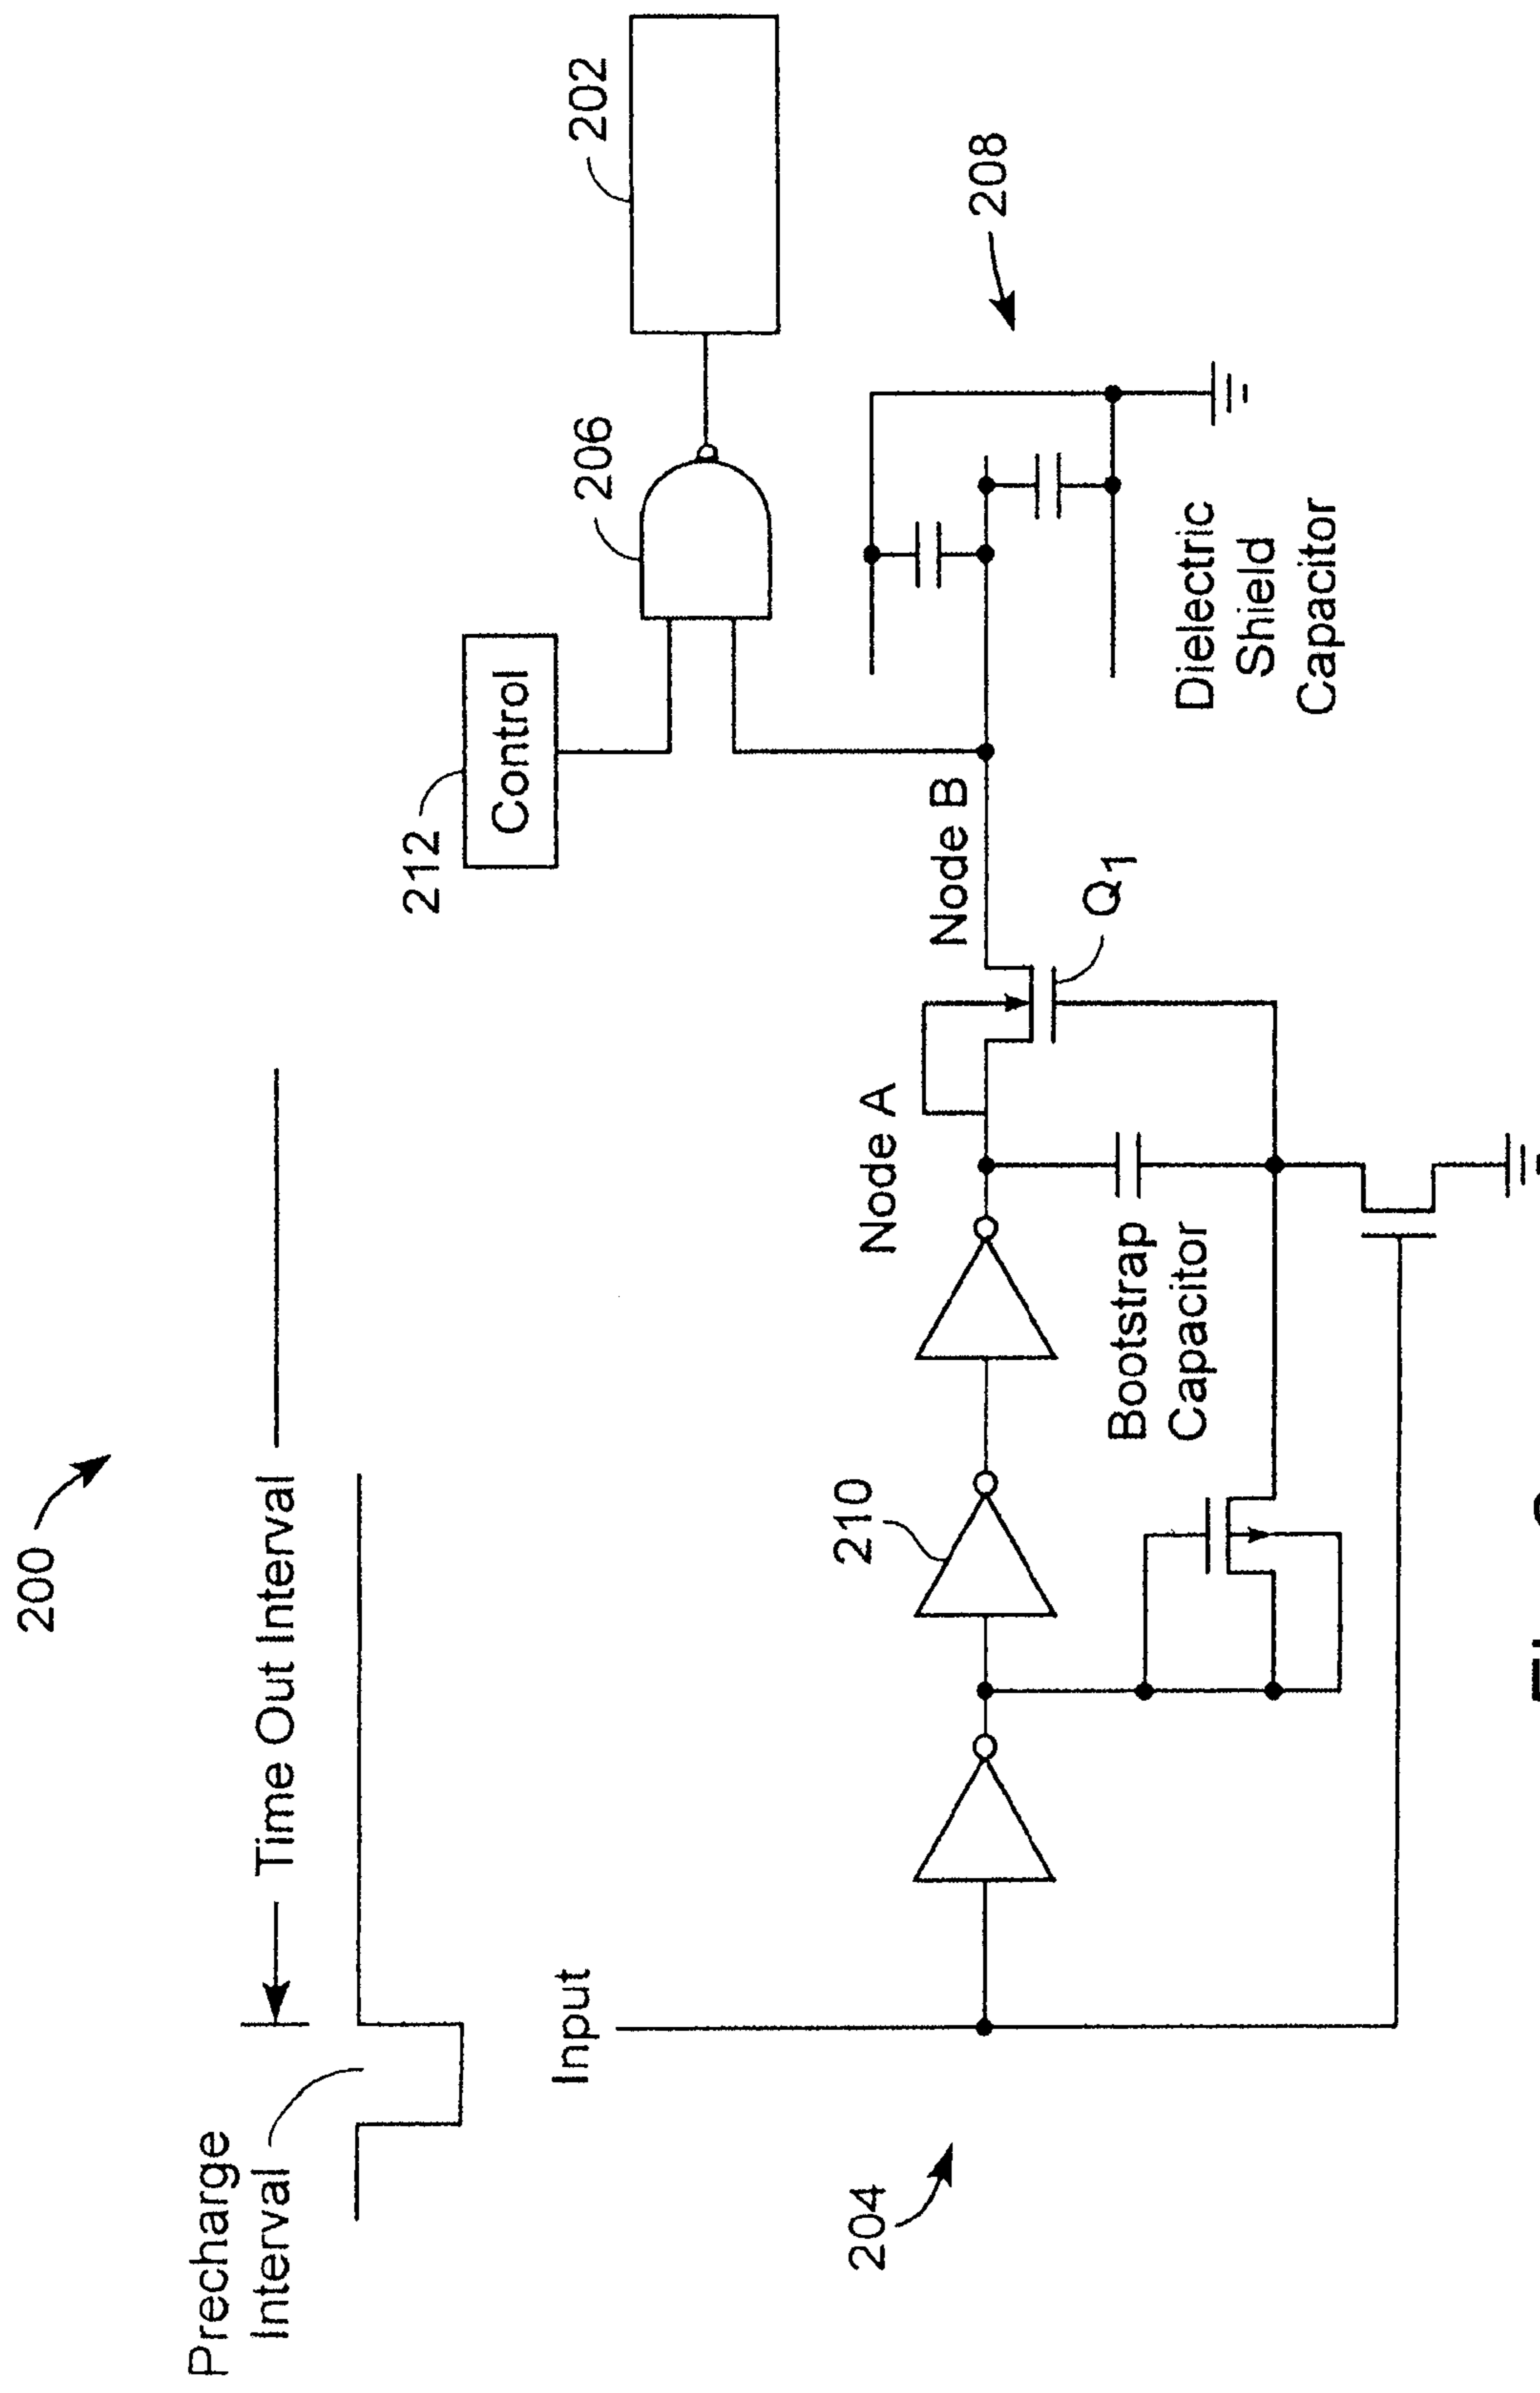 200
Time Out Interval
Precharge
Interval
212
Control
206
202
Input
204
210
Node A
Node B
Q1
208
Bootstrap
Capacitor
Dielectric
Shield
Capacitor